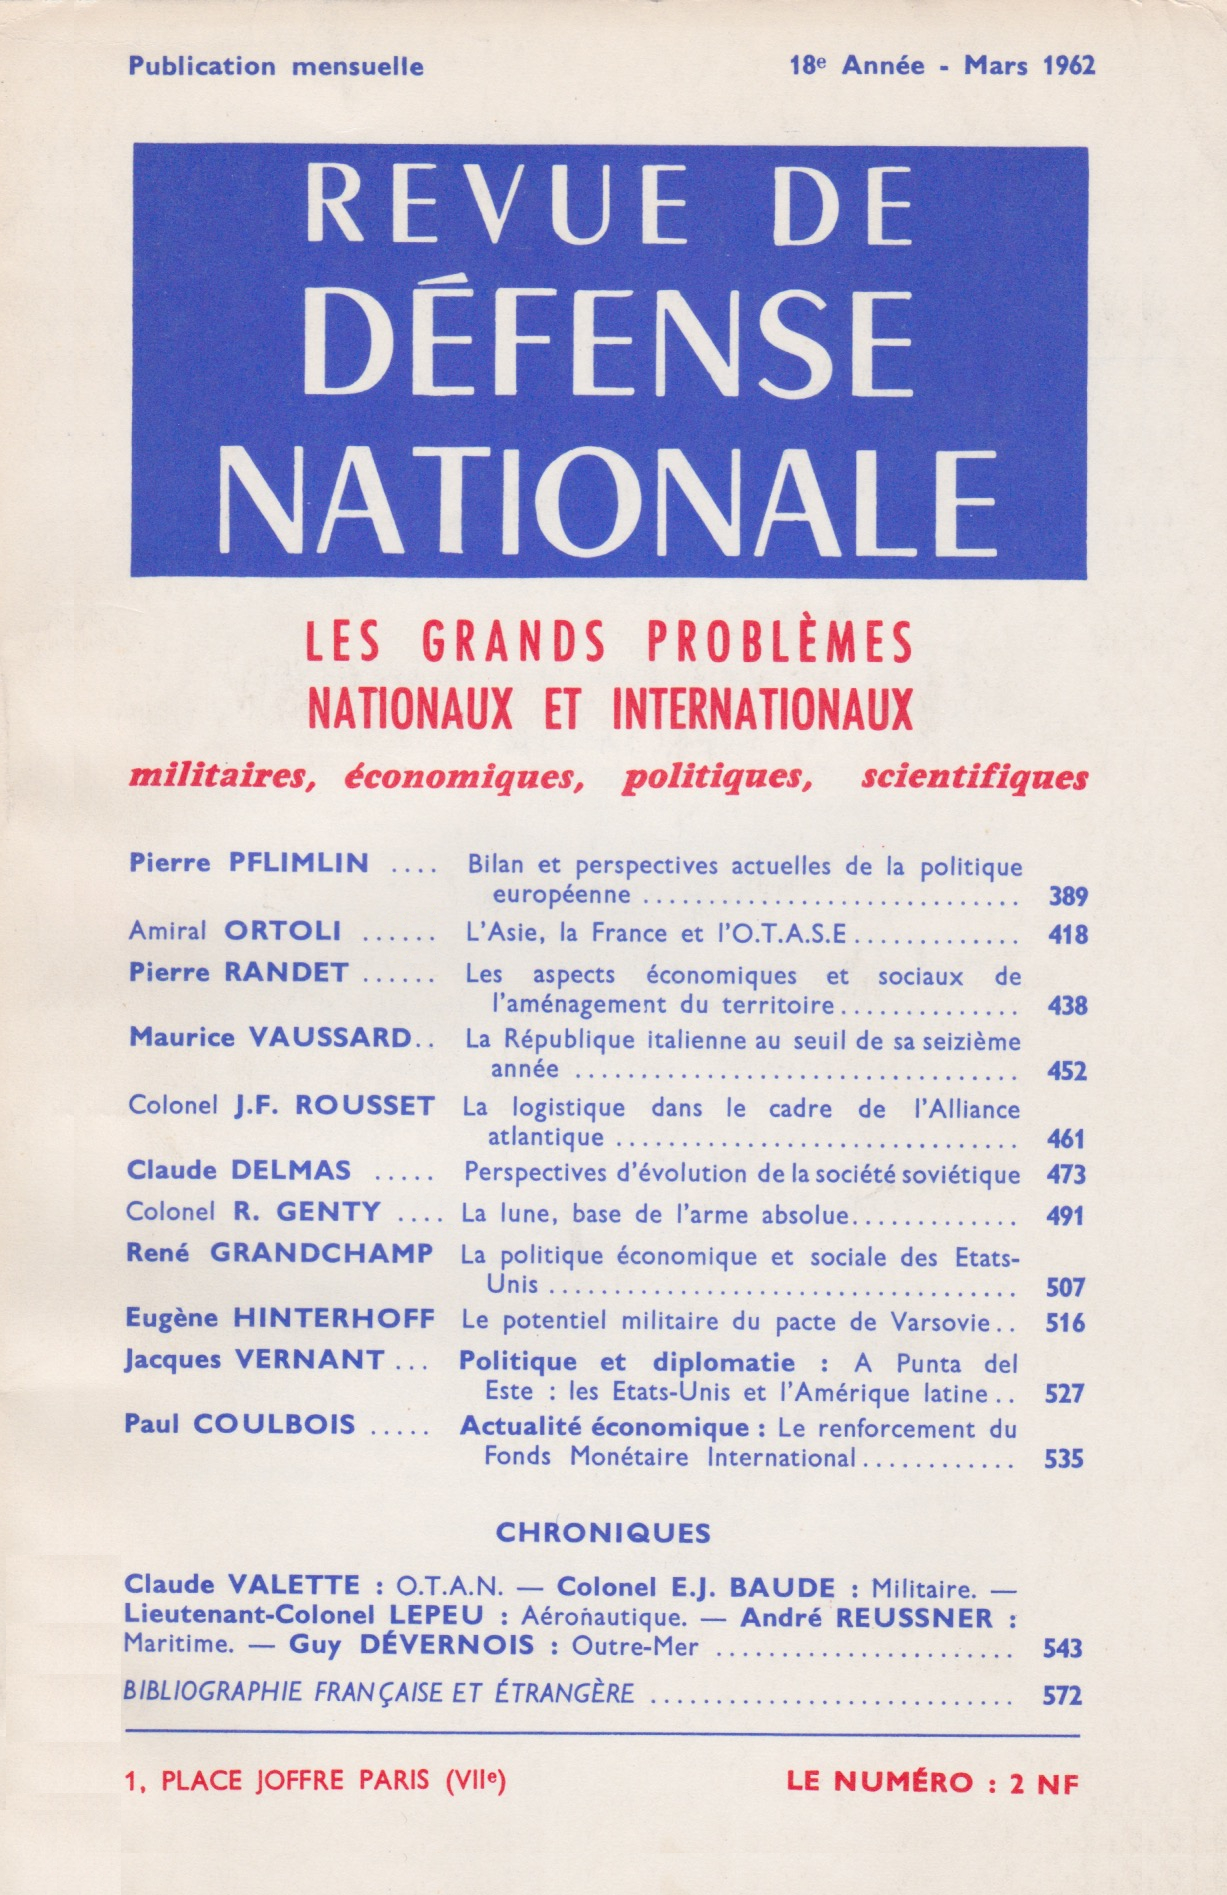 Publication mensuelle 18e Année - Mars 1962
REVUE DE
DÉFENSE
NATIONALE
LES GRANDS PROBLÈMES
NATIONAUX ET INTERNATIONAUX
militaires, économiques, politiques, scientifiques
Pierre PFLIMLIN .... Bilan et perspectives actuelles de la politique
européenne ............................. 389
Amiral ORTOLI ...... L'Asie, la France et l'O.T.A.S.E............. 418
Pierre RANDET ...... Les aspects économiques et sociaux de
l'aménagement du territoire.............. 438
Maurice VAUSSARD.. La République italienne au seuil de sa seizième
année .................................. 452
Colonel J.F. ROUSSET La logistique dans le cadre de l'Alliance
atlantique ............................... 461
Claude DELMAS ..... Perspectives d'évolution de la société soviétique 473
Colonel R. GENTY .... La lune, base de l'arme absolue............. 491
René GRANDCHAMP La politique économique et sociale des Etats-
Unis .................................... 507
Eugène HINTERHOFF Le potentiel militaire du pacte de Varsovie.. 516
Jacques VERNANT ... Politique et diplomatie : A Punta del
Este : les Etats-Unis et l'Amérique latine.. 527
Paul COULBOIS ..... Actualité économique : Le renforcement du
Fonds Monétaire International............ 535
CHRONIQUES
Claude VALETTE : O.T.A.N. — Colonel E.J. BAUDE : Militaire. —
Lieutenant-Colonel LEPEU : Aéronautique. — André REUSSNER :
Maritime. — Guy DÉVERNOIS : Outre-Mer ....................... 543
BIBLIOGRAPHIE FRANÇAISE ET ÉTRANGÈRE ............................ 572
1, PLACE JOFFRE PARIS (VIIe) LE NUMÉRO : 2 NF